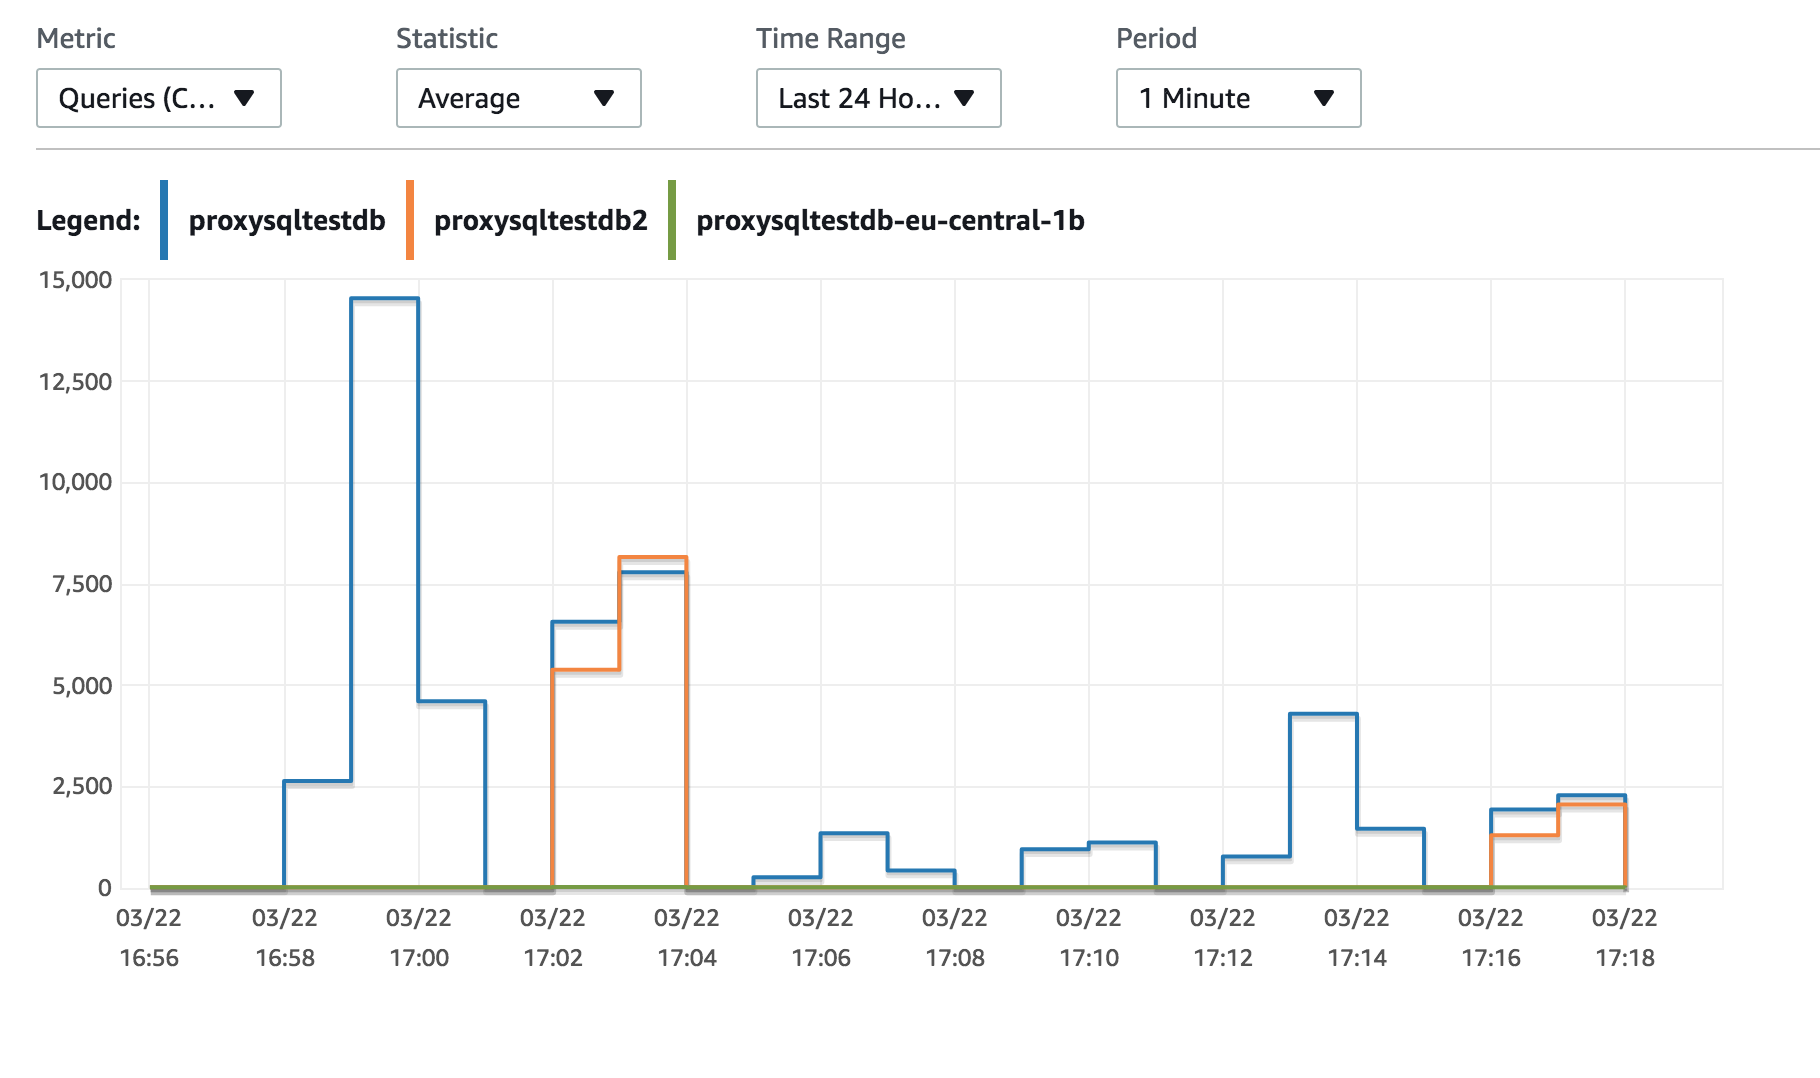 Metric Statistic Time Range Period
Queries (C... Average Last 24 Ho... 1 Minute
Legend: proxysqltestdb proxysqltestdb2 proxysqltestdb-eu-central-1b
15,000
12,500
10,000
7,500
5,000
2,500
0
03/22 03/22 03/22 03/22 03/22 03/22 03/22 03/22 03/22 03/22 03/22 03/22
16:56 16:58 17:00 17:02 17:04 17:06 17:08 17:10 17:12 17:14 17:16 17:18